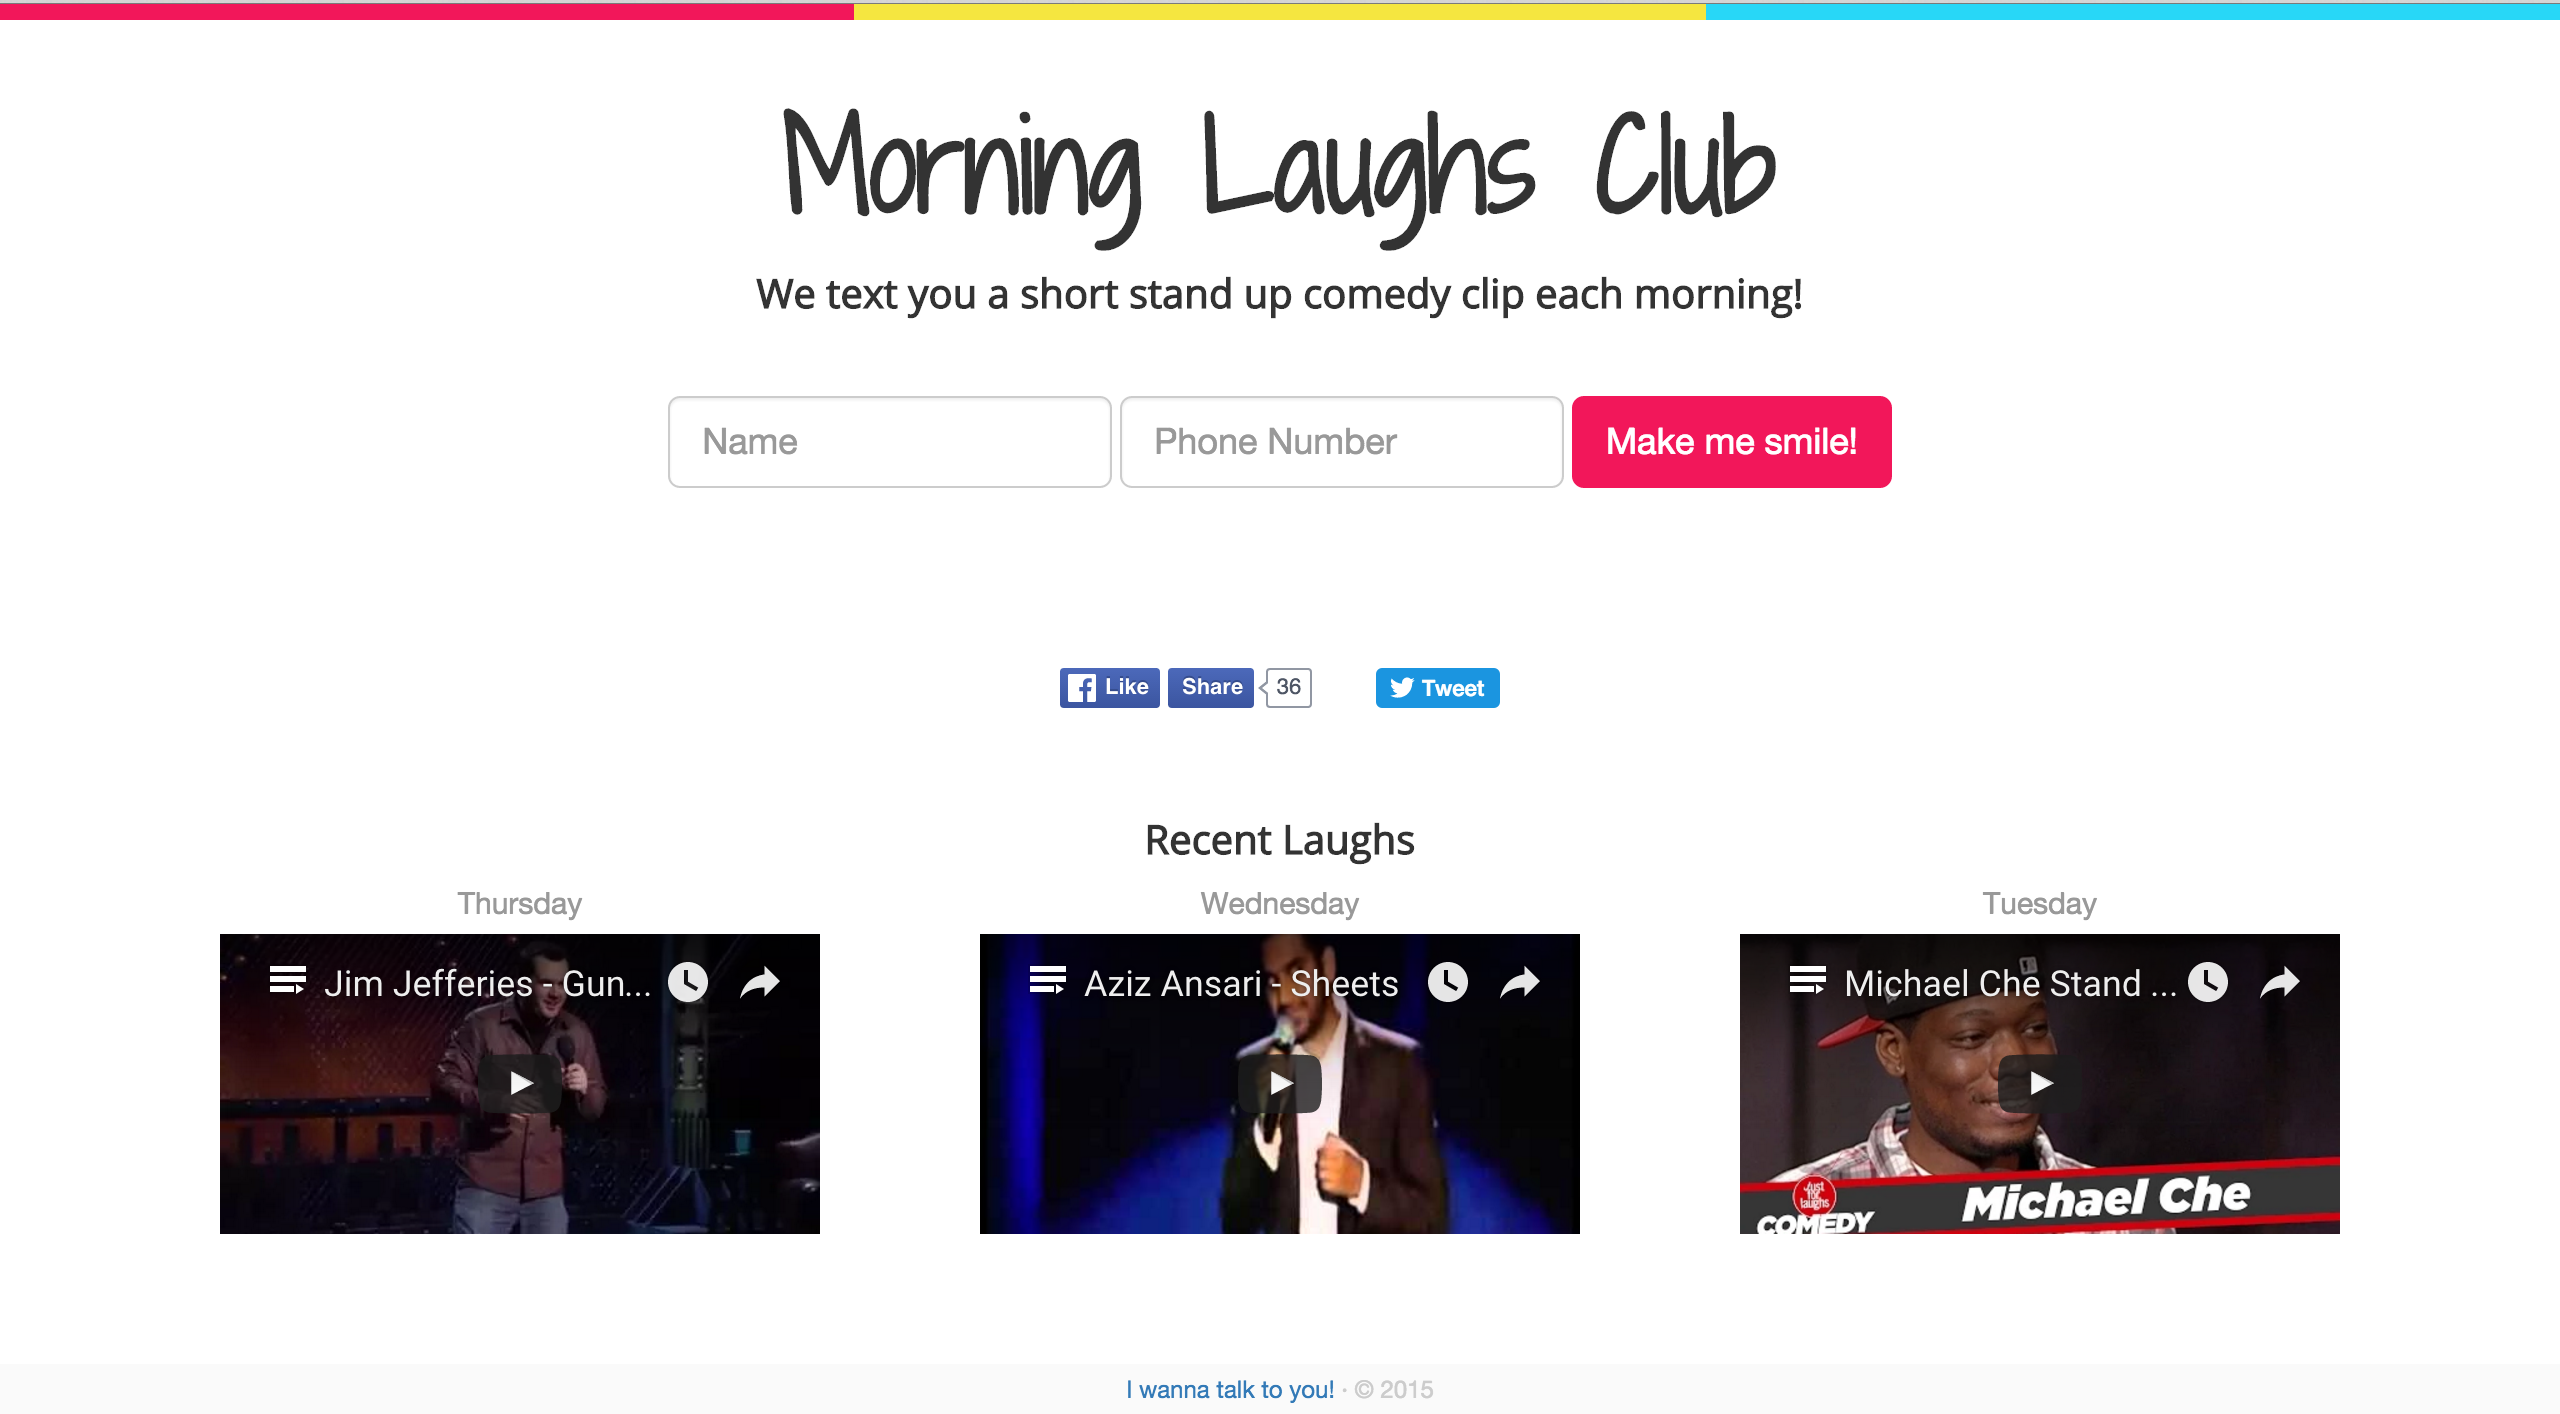 Morning Laughs Club
We text you a short stand up comedy clip each morning!
Name
Phone Number
Make me smile!
Like
Share
36
Tweet
Recent Laughs
Thursday
Wednesday
Tuesday
Jim Jefferies - Gun...
Aziz Ansari - Sheets
Michael Che Stand ...
Just
for
laughs
COMEDY
Michael Che
I wanna talk to you! · © 2015